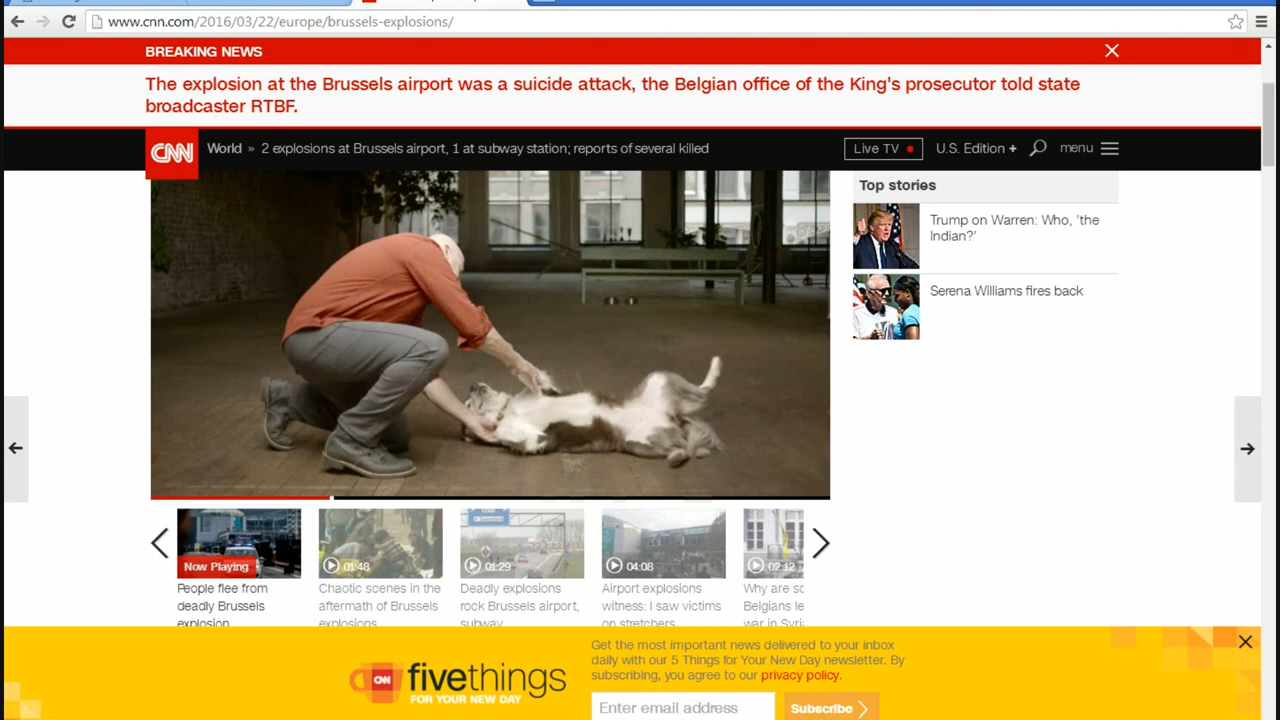 www.cnn.com/2016/03/22/europe/brussels-explosions/
BREAKING NEWS
The explosion at the Brussels airport was a suicide attack, the Belgian office of the King's prosecutor told state
broadcaster RTBF.
CNN World » 2 explosions at Brussels airport, 1 at subway station; reports of several killed Live TV U.S. Edition + menu
Top stories
Trump on Warren: Who, 'the
Indian?'
Serena Williams fires back
Now Playing 01:48 01:29 04:08 02:12
People flee from
deadly Brussels
explosion
Chaotic scenes in the
aftermath of Brussels
explosions
Deadly explosions
rock Brussels airport,
subway
Airport explosions
witness: I saw victims
on stretchers
Why are so
Belgians le
war in Syri
CNN fivethings
FOR YOUR NEW DAY
Get the most important news delivered to your inbox
daily with our 5 Things for Your New Day newsletter. By
subscribing, you agree to our privacy policy.
Enter email address Subscribe